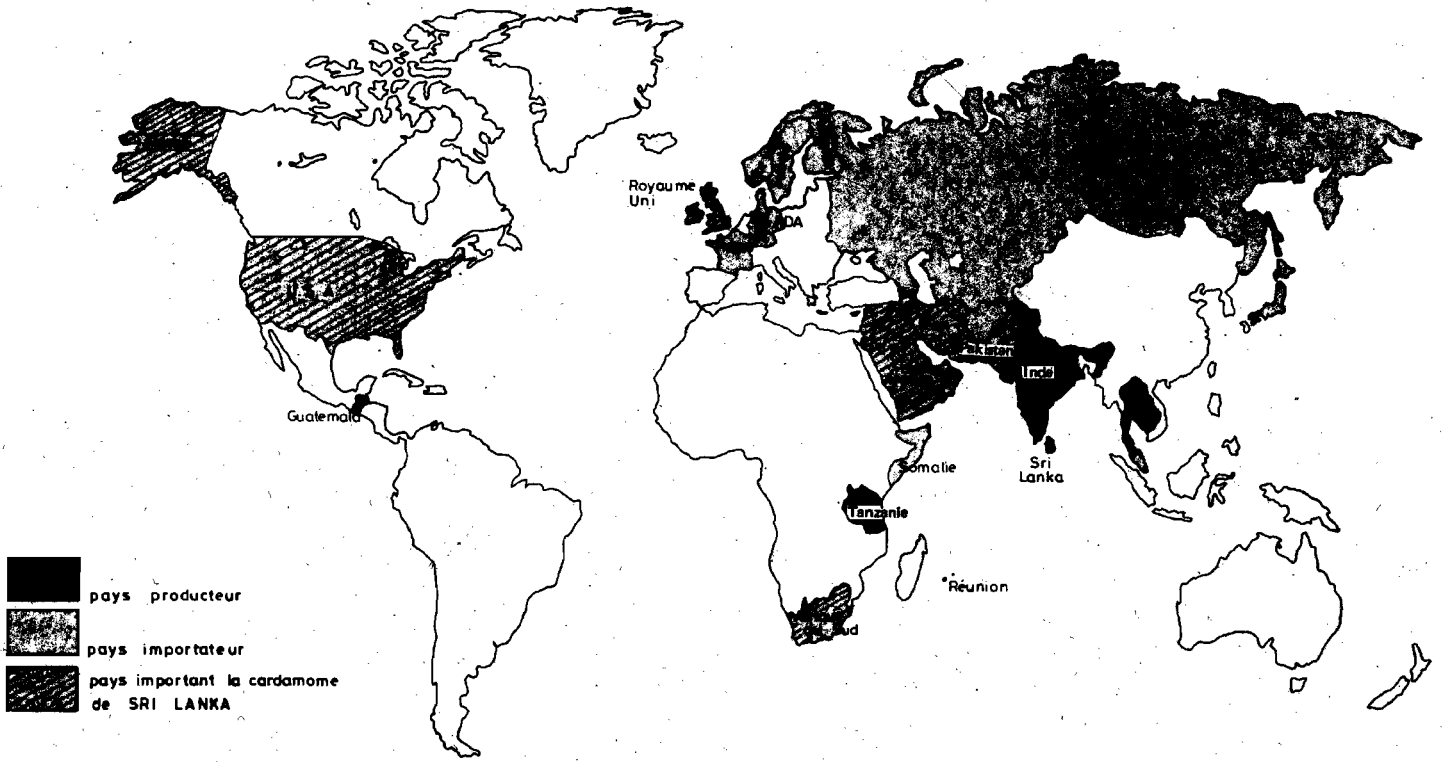 Royaume
Uni
U.S.A
Pakistan
Inde
Guatemala
Somalie
Sri
Lanka
Tanzanie
Réunion
pays producteur
pays importateur
pays important la cardamome
de SRI LANKA